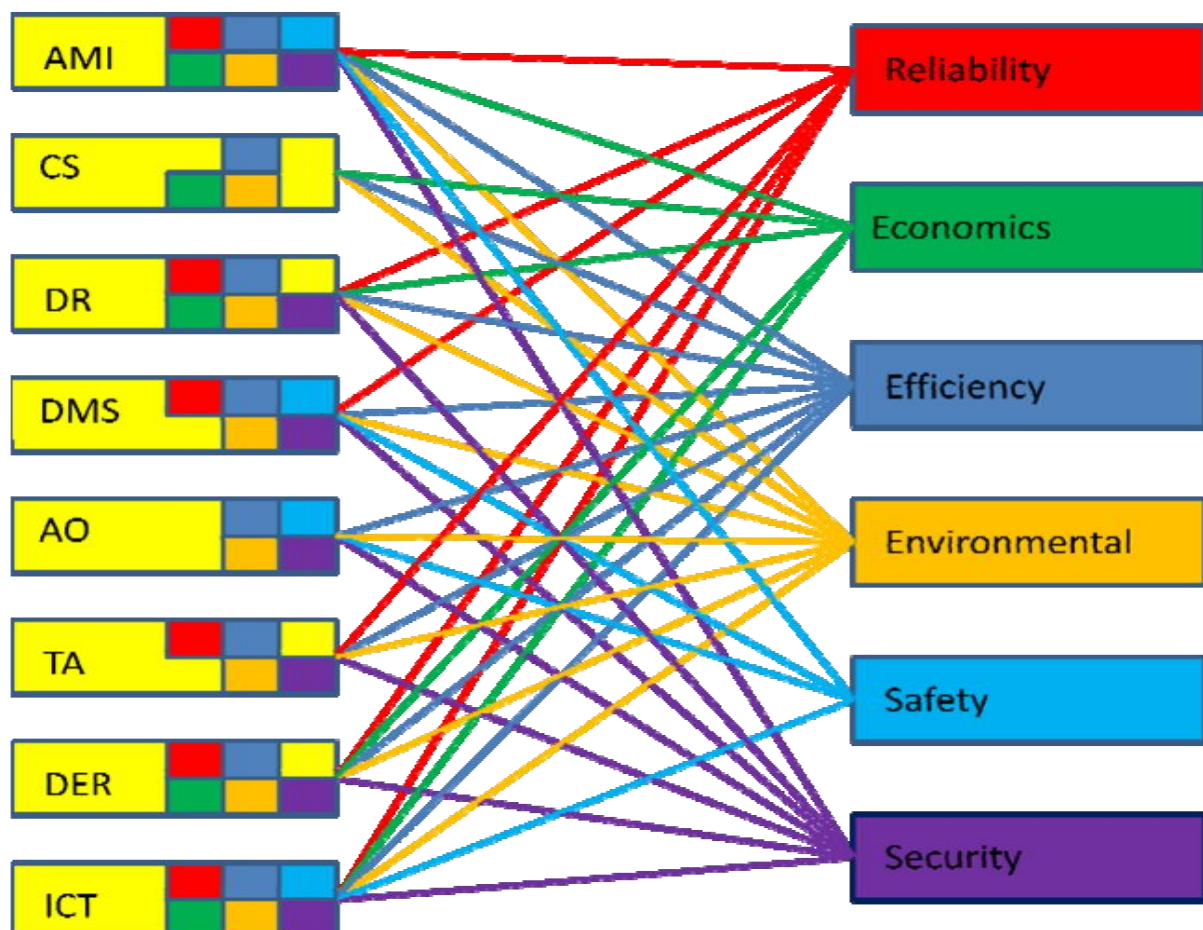 AMI
Reliability
CS
Economics
DR
Efficiency
DMS
AO
Environmental
TA
Safety
DER
Security
ICT